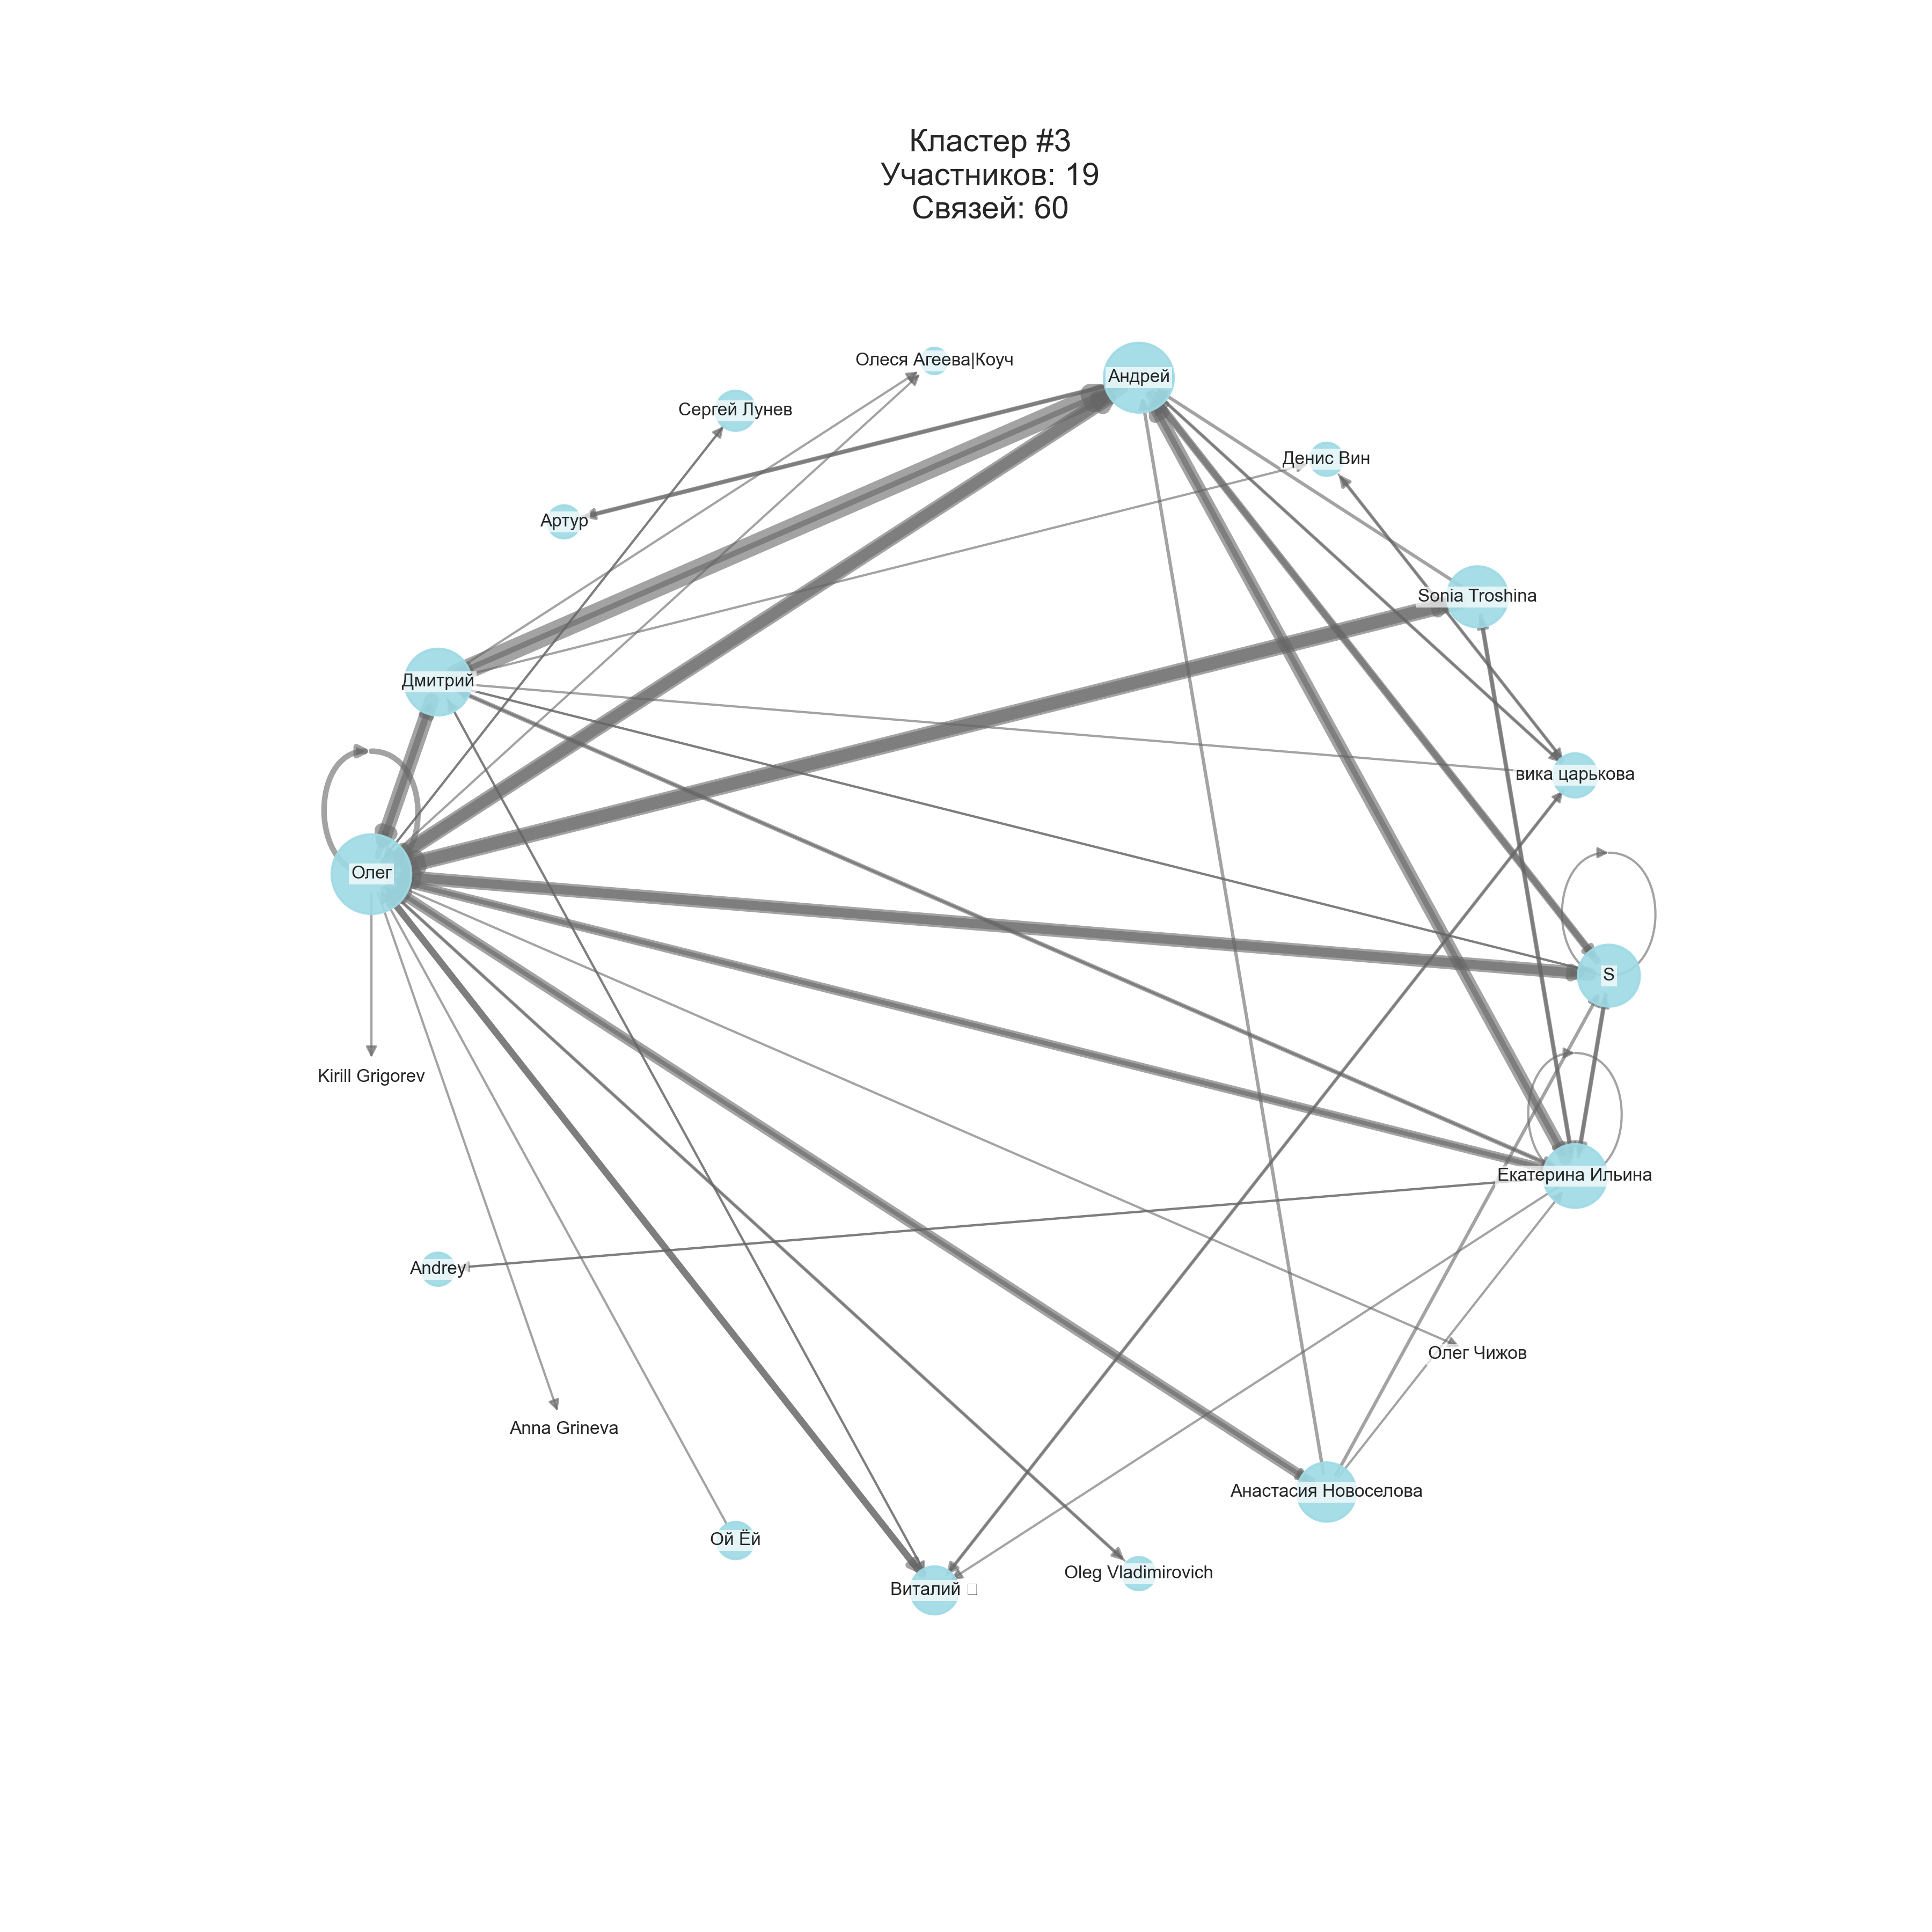 Кластер #3
Участников: 19
Связей: 60
Олеся Агеева|Коуч
Андрей
Сергей Лунев
Денис Вин
Артур
Sonia Troshina
Дмитрий
вика царькова
Олег
S
Kirill Grigorev
Екатерина Ильина
Andrey
Олег Чижов
Anna Grineva
Анастасия Новоселова
Ой Ёй
Oleg Vladimirovich
Виталий